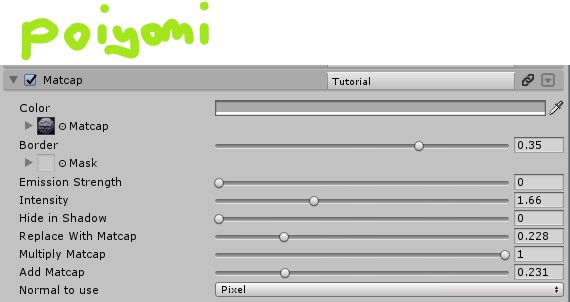 poiyomi
Matcap Tutorial
Color
Matcap
Border 0.35
Mask
Emission Strength 0
Intensity 1.66
Hide in Shadow 0
Replace With Matcap 0.228
Multiply Matcap 1
Add Matcap 0.231
Normal to use Pixel